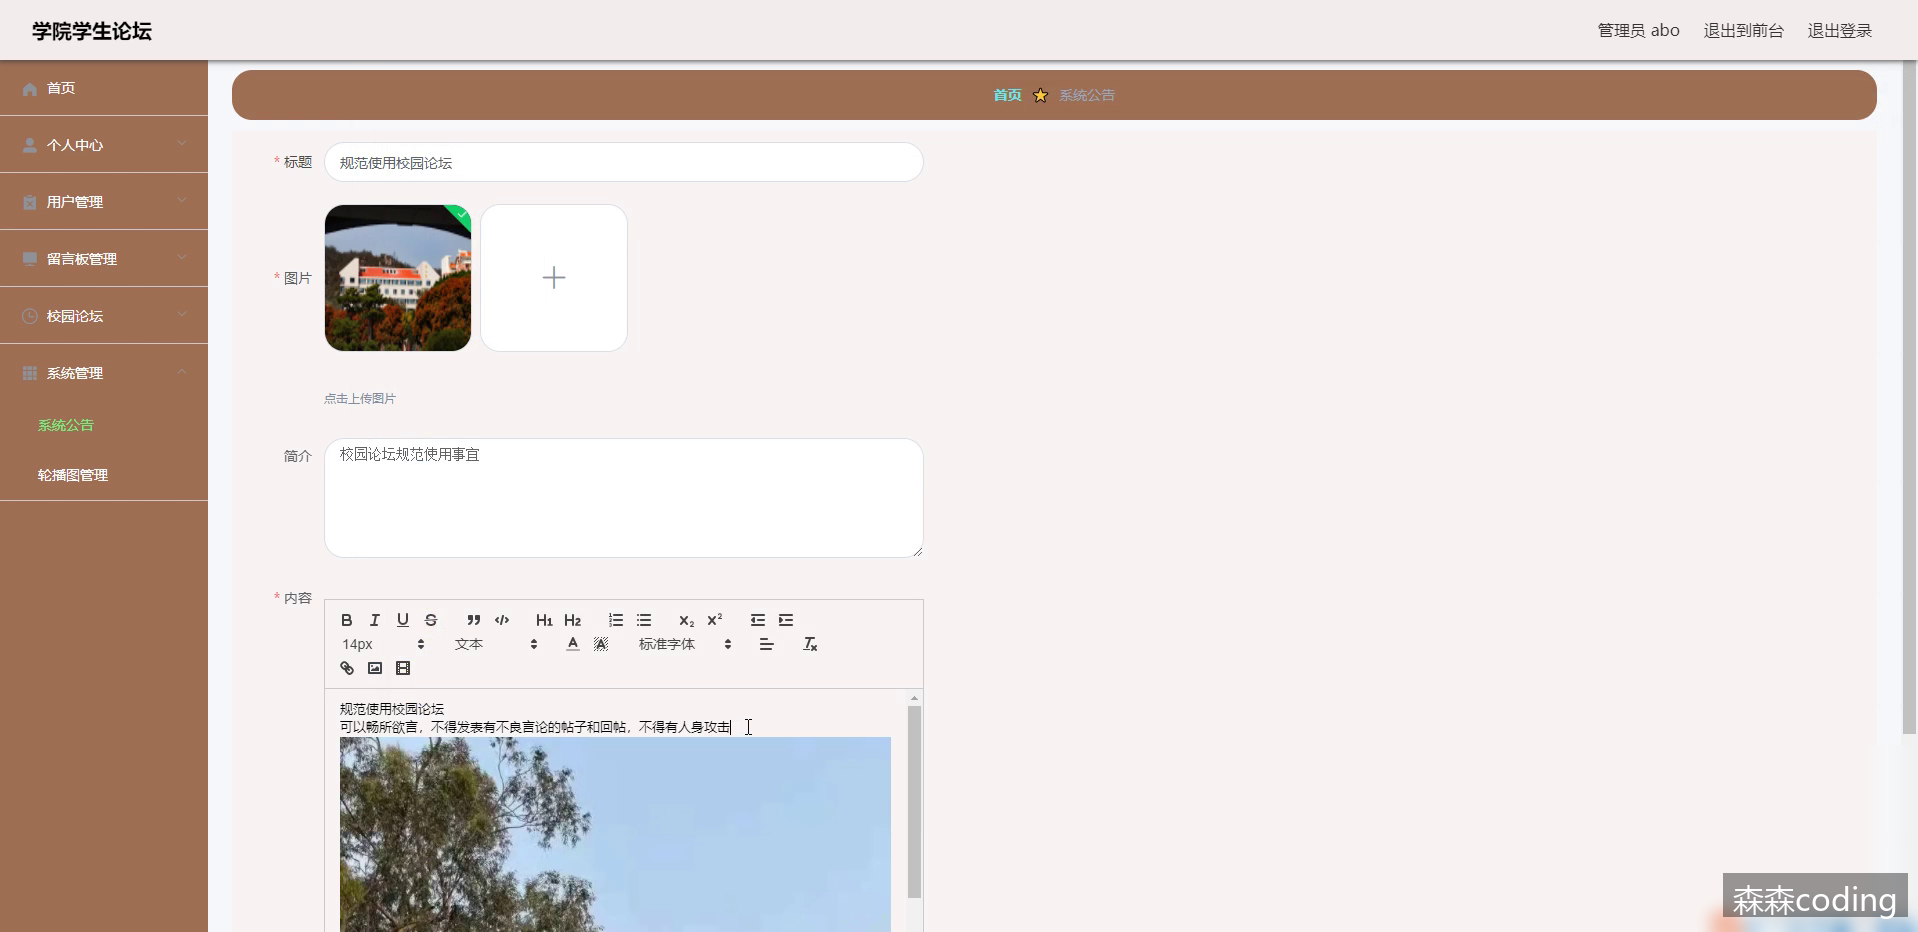 学院学生论坛
管理员 abo 退出到前台 退出登录
首页
个人中心
用户管理
留言板管理
校园论坛
系统管理
系统公告
轮播图管理
首页 系统公告
* 标题 规范使用校园论坛
* 图片
点击上传图片
简介 校园论坛规范使用事宜
* 内容
B I U S H1 H2 x₂ x²
14px 文本 A A 标准字体 Tx
规范使用校园论坛
可以畅所欲言，不得发表有不良言论的帖子和回帖，不得有人身攻击
森森coding